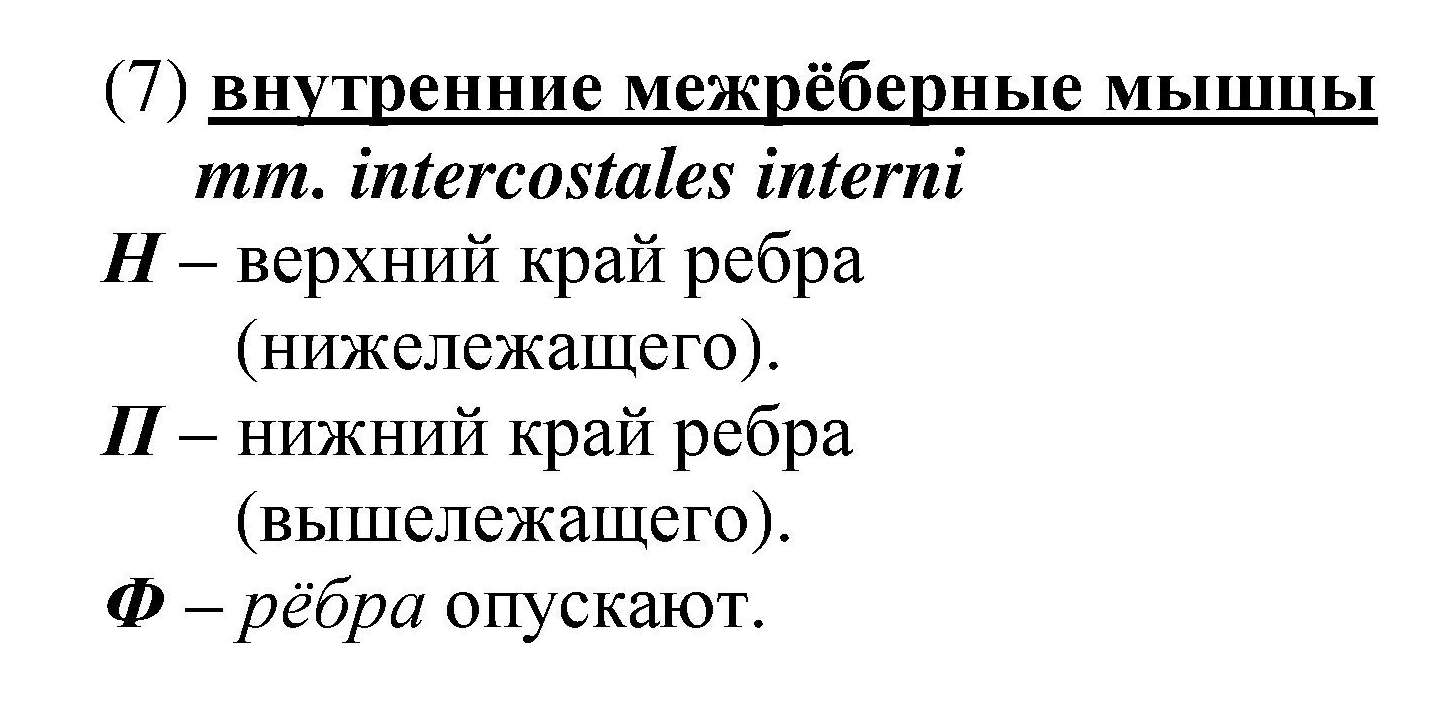 (7) внутренние межрёберные мышцы
mm. intercostales interni
Н – верхний край ребра
(нижележащего).
П – нижний край ребра
(вышележащего).
Ф – рёбра опускают.